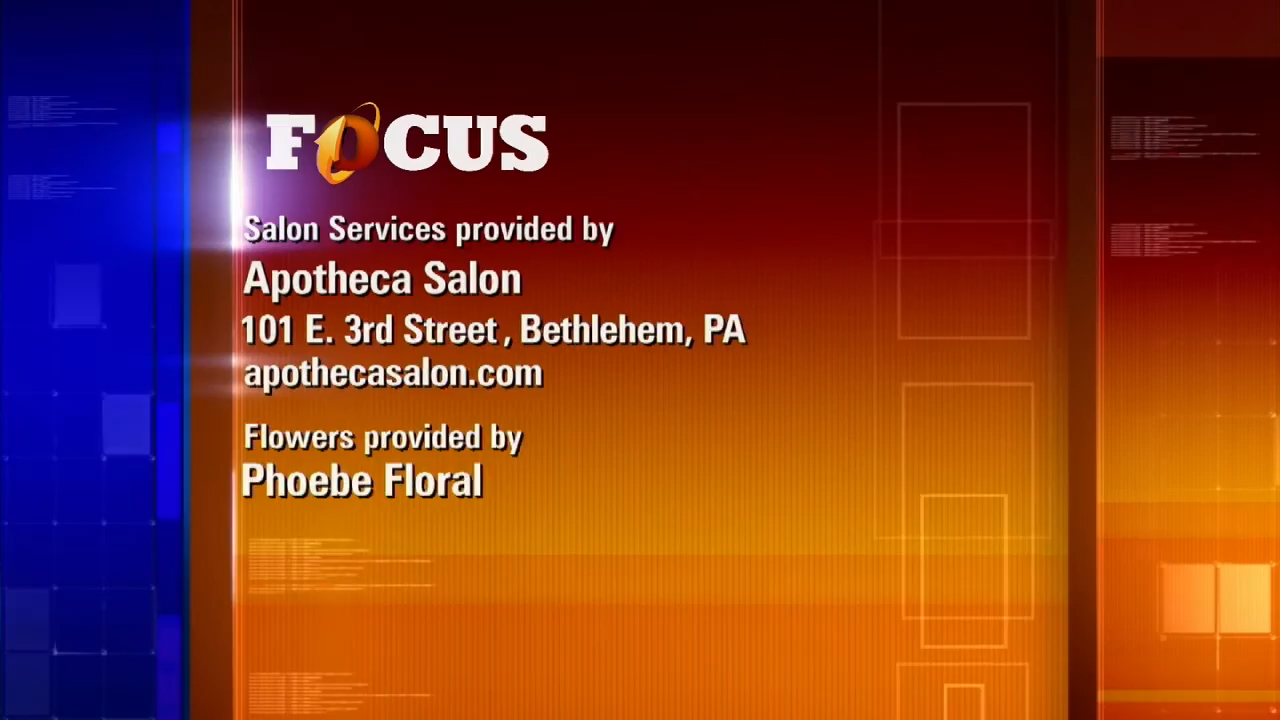 FOCUS
Salon Services provided by
Apotheca Salon
101 E. 3rd Street , Bethlehem, PA
apothecasalon.com
Flowers provided by
Phoebe Floral